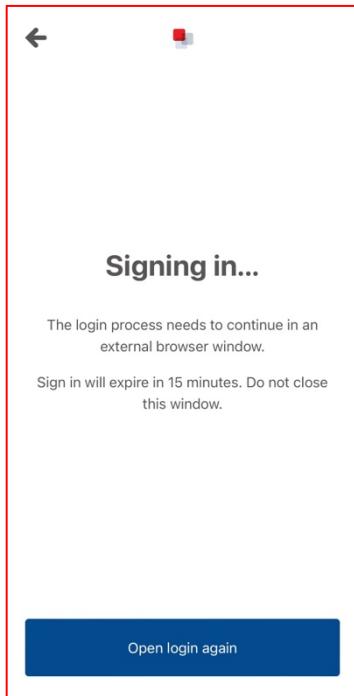 Signing in...
The login process needs to continue in an
external browser window.
Sign in will expire in 15 minutes. Do not close
this window.
Open login again